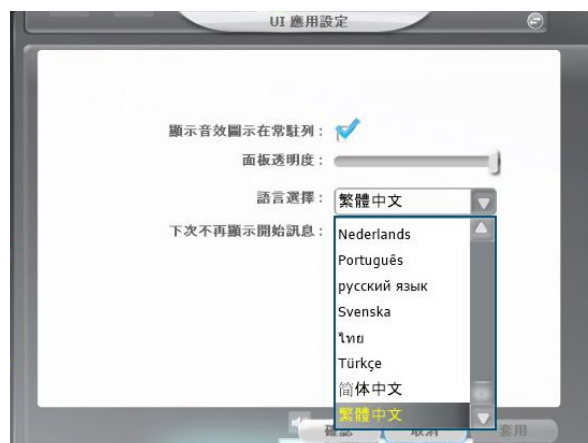 UI 應用設定
顯示音效圖示在常駐列：
面板透明度：
語言選擇：
繁體中文
下次不再顯示開始訊息：
Nederlands
Português
русский язык
Svenska
ไทย
Türkçe
简体中文
繁體中文
確認
取消
套用